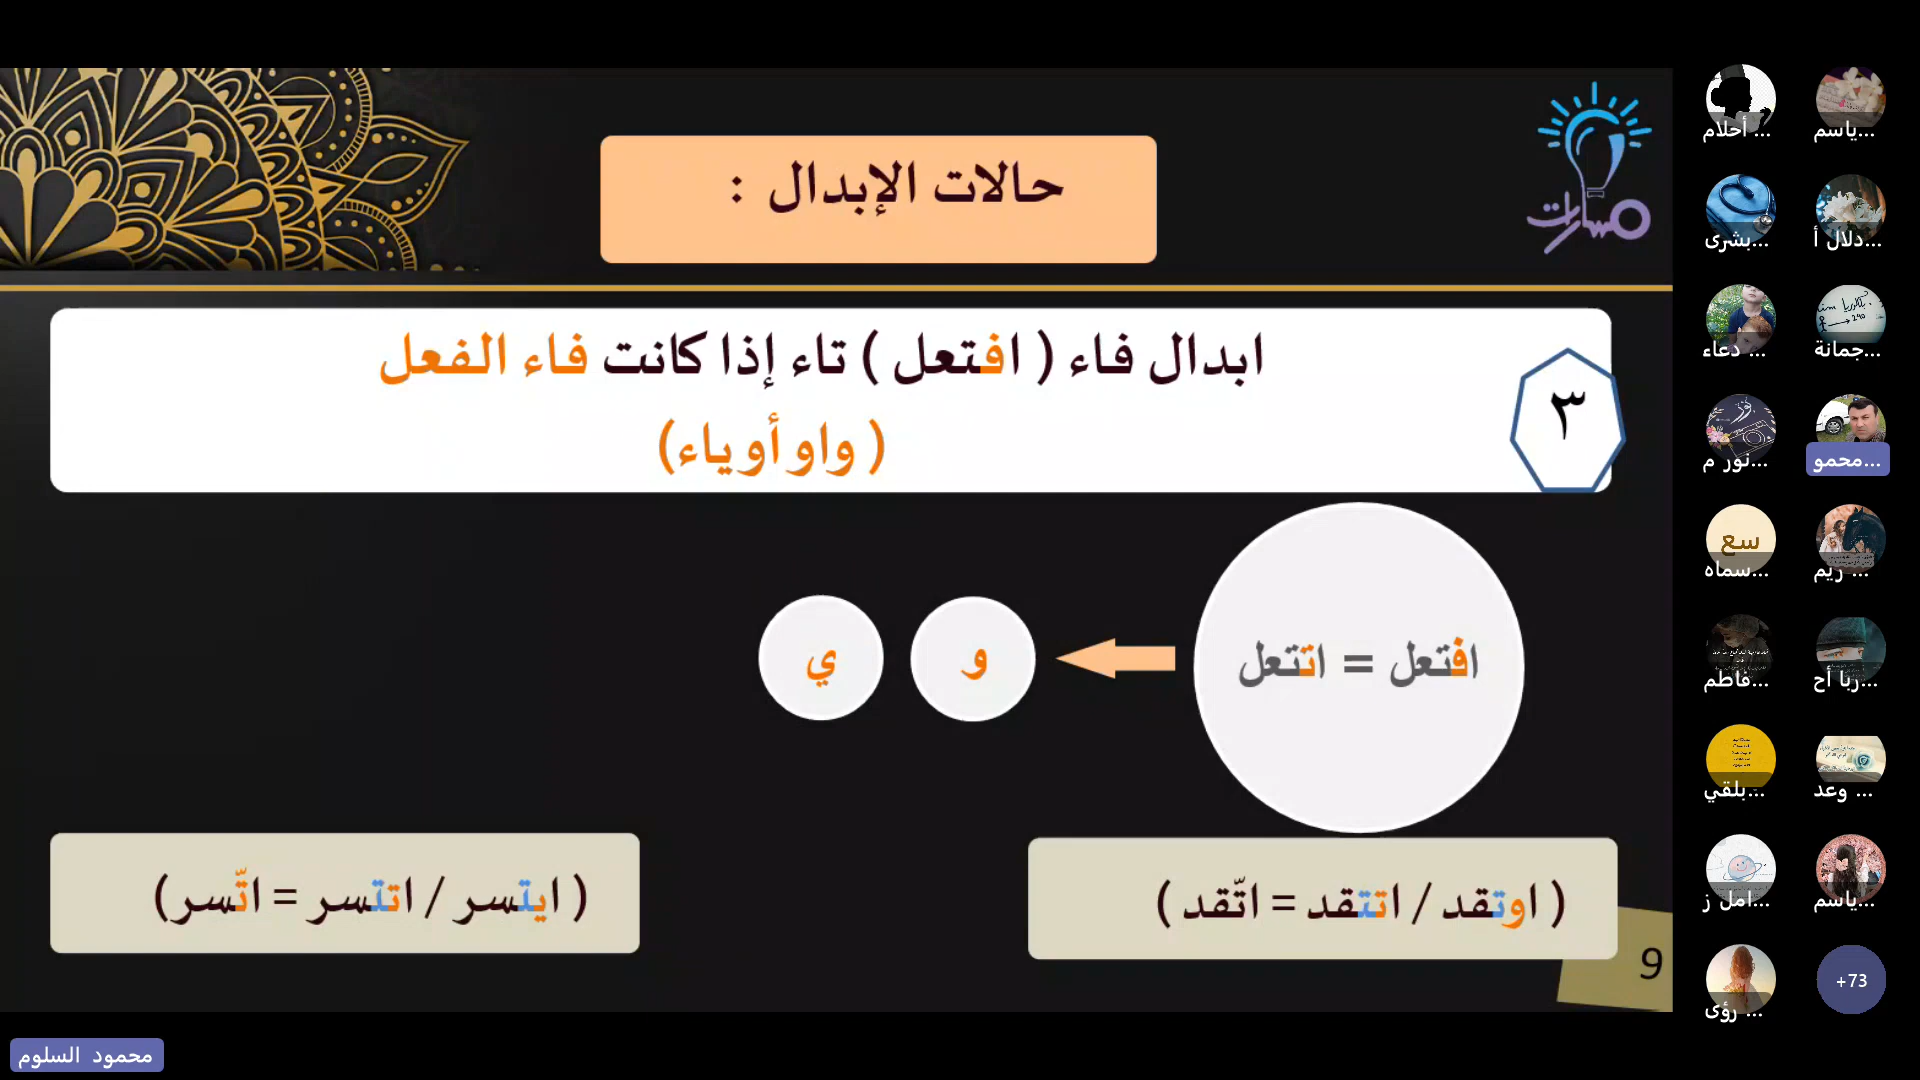 حالات الإبدال :
مسارات
ابدال فاء ( افتعل ) تاء إذا كانت فاء الفعل
( واو أو ياء)
٣
افتعل = اتتعل
و
ي
( اوتقد / اتتقد = اتّقد )
( ايتسر / اتتسر = اتّسر)
9
محمود السلوم
أحلام ...
ياسم...
بشرى...
دلال أ...
دعاء ...
جمانة...
نور م...
محمو...
سع
سماه...
ريم ...
فاطم...
ربا أح...
بلقي...
وعد ...
امل ز...
ياسم...
رؤى ...
+73